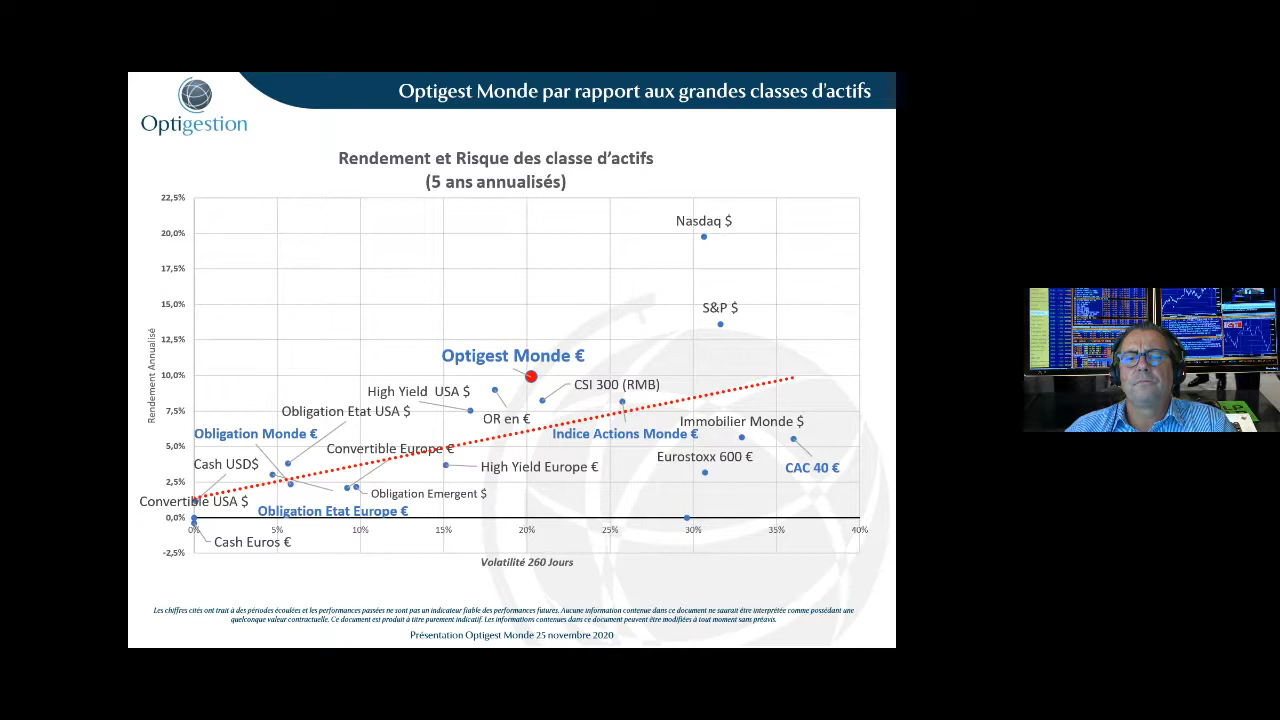 Optigest Monde par rapport aux grandes classes d'actifs
Optigestion
Rendement et Risque des classe d'actifs
(5 ans annualisés)
22,5%
20,0%
17,5%
15,0%
12,5%
10,0%
7,5%
5,0%
2,5%
0,0%
-2,5%
Rendement Annualisé
Nasdaq $
S&P $
Optigest Monde €
High Yield USA $
CSI 300 (RMB)
Obligation Etat USA $
OR en €
Immobilier Monde $
Obligation Monde €
Indice Actions Monde €
Convertible Europe €
Eurostoxx 600 €
Cash USD$
High Yield Europe €
CAC 40 €
Obligation Emergent $
Convertible USA $
Obligation Etat Europe €
Cash Euros €
0% 5% 10% 15% 20% 25% 30% 35% 40%
Volatilité 260 Jours
Les chiffres cités ont trait à des périodes écoulées et les performances passées ne sont pas un indicateur fiable des performances futures. Aucune information contenue dans ce document ne saurait être interprétée comme possédant une
quelconque valeur contractuelle. Ce document est produit à titre purement indicatif. Les informations contenues dans ce document peuvent être modifiées à tout moment sans préavis.
Présentation Optigest Monde 25 novembre 2020